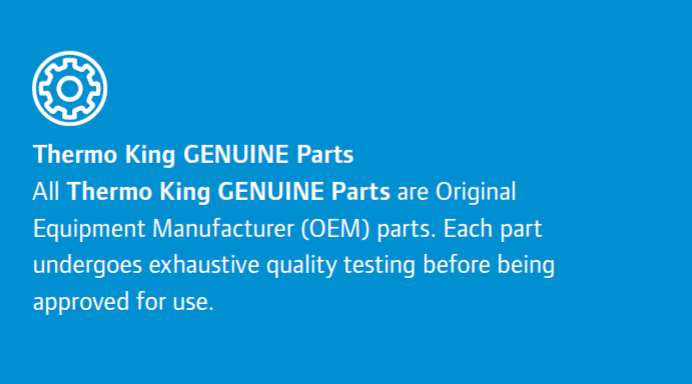 Thermo King GENUINE Parts
All Thermo King GENUINE Parts are Original
Equipment Manufacturer (OEM) parts. Each part
undergoes exhaustive quality testing before being
approved for use.